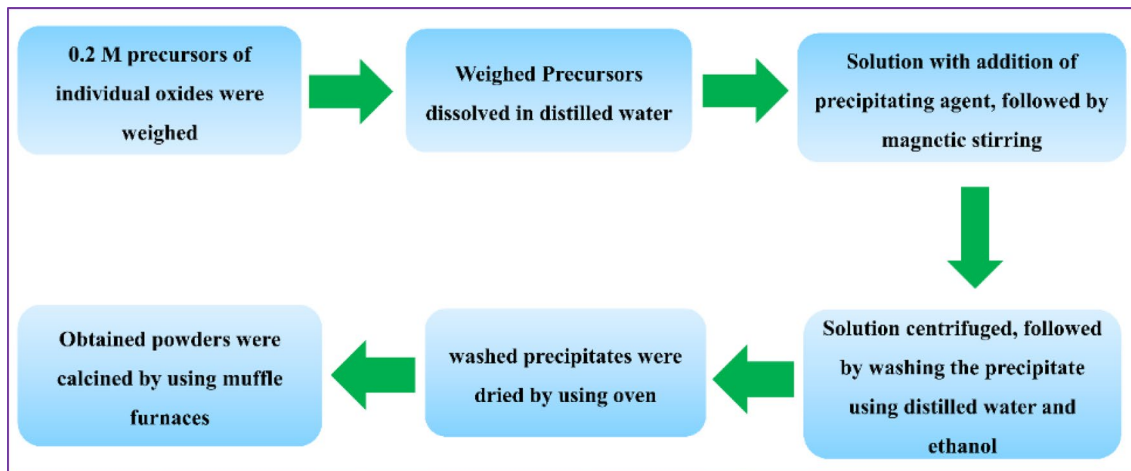 0.2 M precursors of
individual oxides were
weighed
Weighed Precursors
dissolved in distilled water
Solution with addition of
precipitating agent, followed by
magnetic stirring
Solution centrifuged, followed
by washing the precipitate
using distilled water and
ethanol
washed precipitates were
dried by using oven
Obtained powders were
calcined by using muffle
furnaces